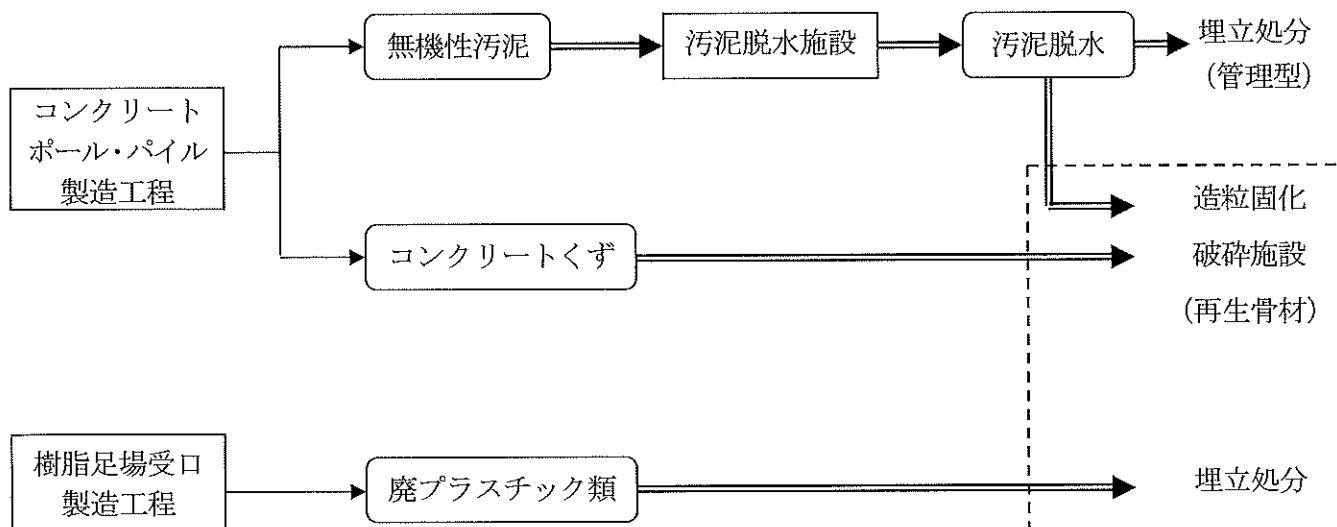 無機性汚泥
汚泥脱水施設
汚泥脱水
埋立処分
(管理型)
コンクリート
ポール・パイル
製造工程
造粒固化
コンクリートくず
破砕施設
(再生骨材)
樹脂足場受口
製造工程
廃プラスチック類
埋立処分